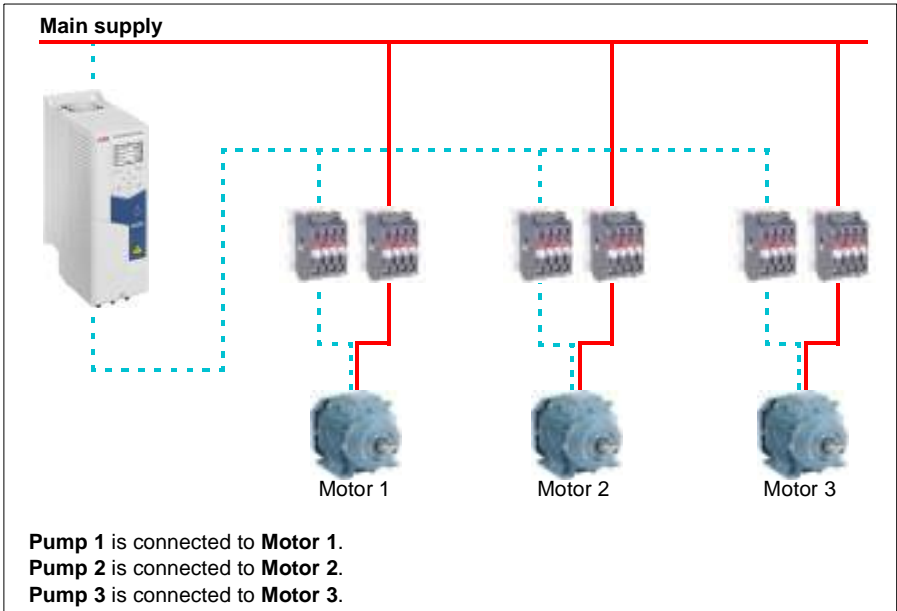 Main supply
Motor 1
Motor 2
Motor 3
Pump 1 is connected to Motor 1.
Pump 2 is connected to Motor 2.
Pump 3 is connected to Motor 3.